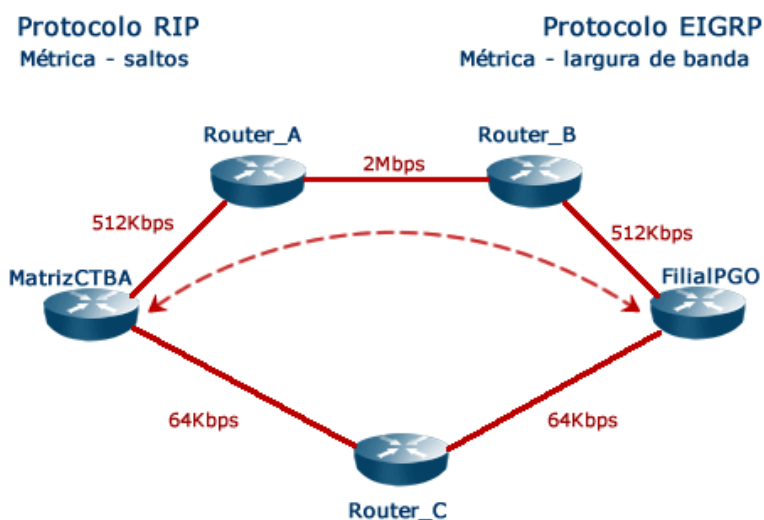 Protocolo RIP
Métrica - saltos
Protocolo EIGRP
Métrica - largura de banda
Router_A
Router_B
2Mbps
512Kbps
512Kbps
MatrizCTBA
FilialPGO
64Kbps
64Kbps
Router_C